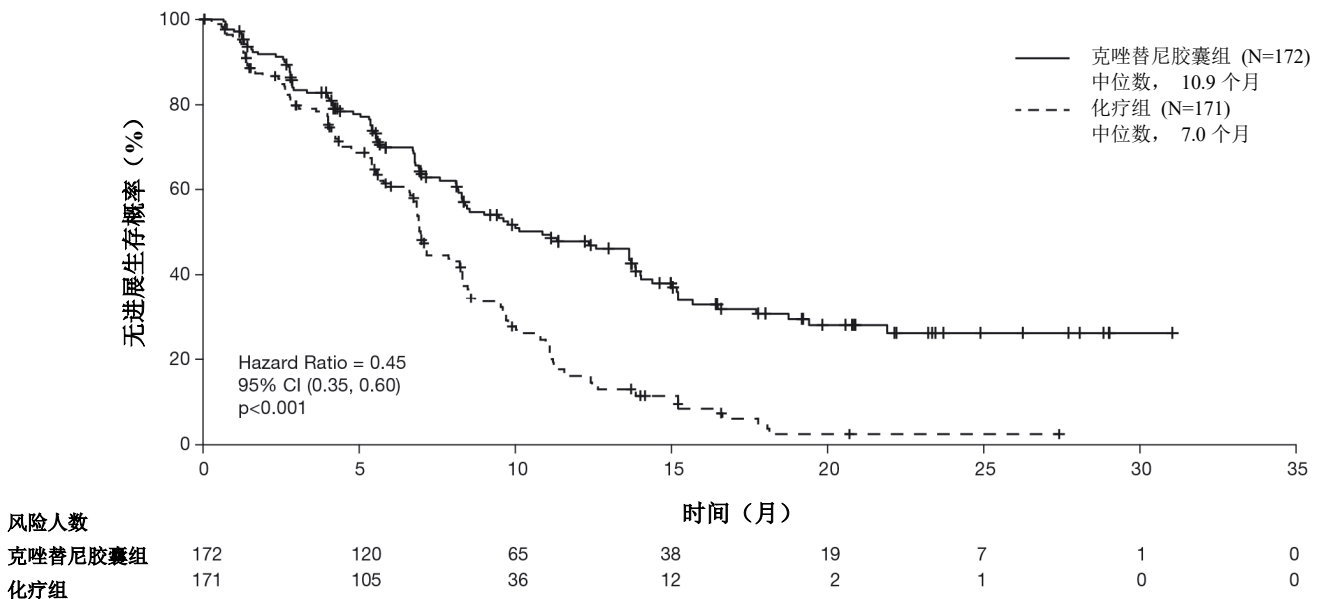 100
80
60
40
20
0
无进展生存概率（%）
克唑替尼胶囊组 (N=172)
中位数， 10.9 个月
化疗组 (N=171)
中位数， 7.0 个月
Hazard Ratio = 0.45
95% CI (0.35, 0.60)
p<0.001
0 5 10 15 20 25 30 35
时间（月）
风险人数
克唑替尼胶囊组 172 120 65 38 19 7 1 0
化疗组 171 105 36 12 2 1 0 0